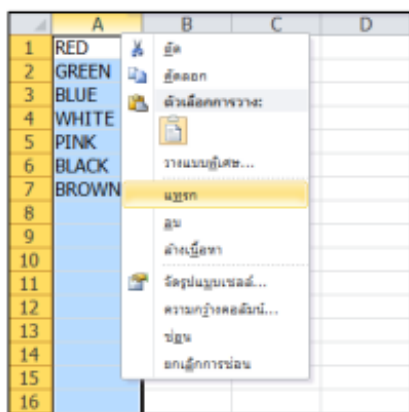 A B C D
1 RED ตัด
2 GREEN คัดลอก
3 BLUE ตัวเลือกการวาง:
4 WHITE
5 PINK
6 BLACK วางแบบพิเศษ...
7 BROWN แทรก
8 ลบ
9
10 ล้างเนื้อหา
11 จัดรูปแบบเซลล์...
12 ความกว้างคอลัมน์...
13 ซ่อน
14 ยกเลิกการซ่อน
15
16